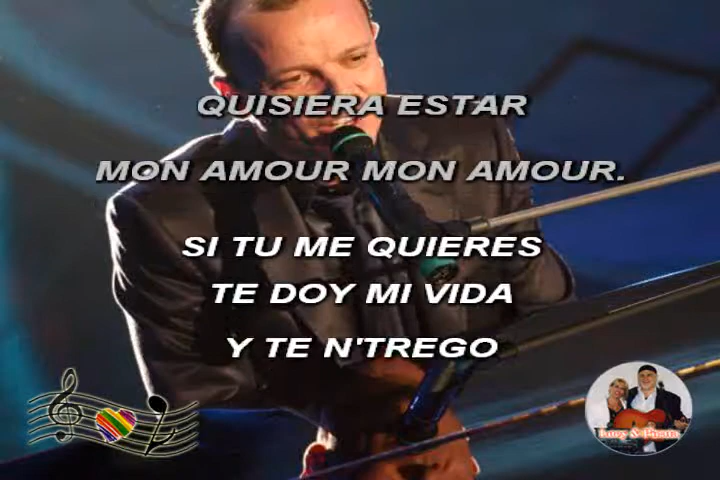 QUISIERA ESTAR
MON AMOUR MON AMOUR.
SI TU ME QUIERES
TE DOY MI VIDA
Y TE N'TREGO